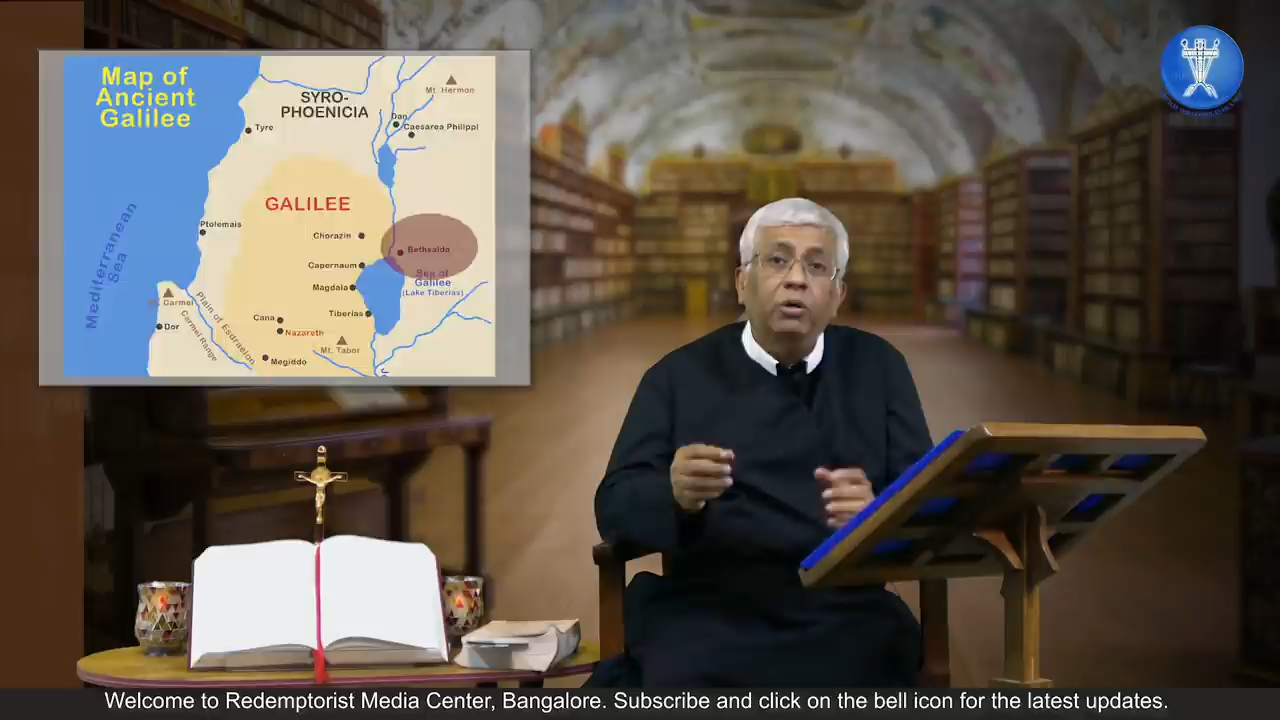 Map of
Ancient
Galilee
Mt. Hermon
SYRO-
PHOENICIA
Dan
Tyre
Caesarea Philippi
GALILEE
Mediterranean
Sea
Ptolemais
Chorazin
Bethsaida
Capernaum
Sea of
Galilee
(Lake Tiberias)
Magdala
Mt. Carmel
Plain of Esdraelon
Carmel Range
Tiberias
Cana
Dor
Nazareth
Mt. Tabor
Megiddo
Welcome to Redemptorist Media Center, Bangalore. Subscribe and click on the bell icon for the latest updates.